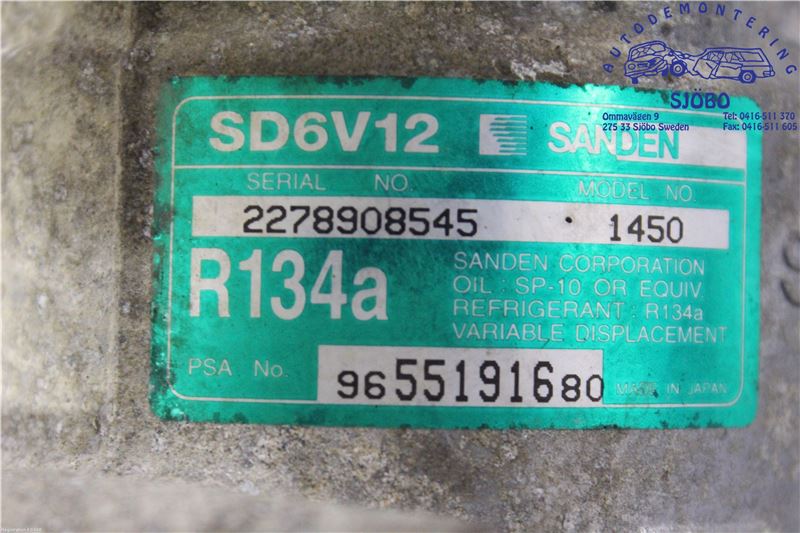 AUTODEMONTERING
SJÖBO
Ommavägen 9
275 33 Sjöbo Sweden
Tel: 0416-511 370
Fax: 0416-511 605
SD6V12 SANDEN
SERIAL NO. MODEL NO.
2278908545 1450
R134a
SANDEN CORPORATION
OIL : SP-10 OR EQUIV.
REFRIGERANT : R134a
VARIABLE DISPLACEMENT
PSA No. 9655191680
MADE IN JAPAN